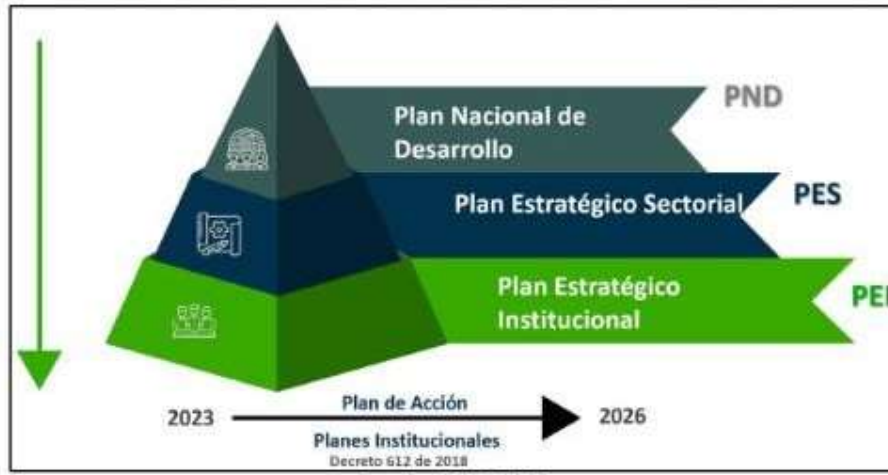 PND
Plan Nacional de
Desarrollo
Plan Estratégico Sectorial
PES
Plan Estratégico
Institucional
PEI
2023
Plan de Acción
2026
Planes Institucionales
Decreto 612 de 2018